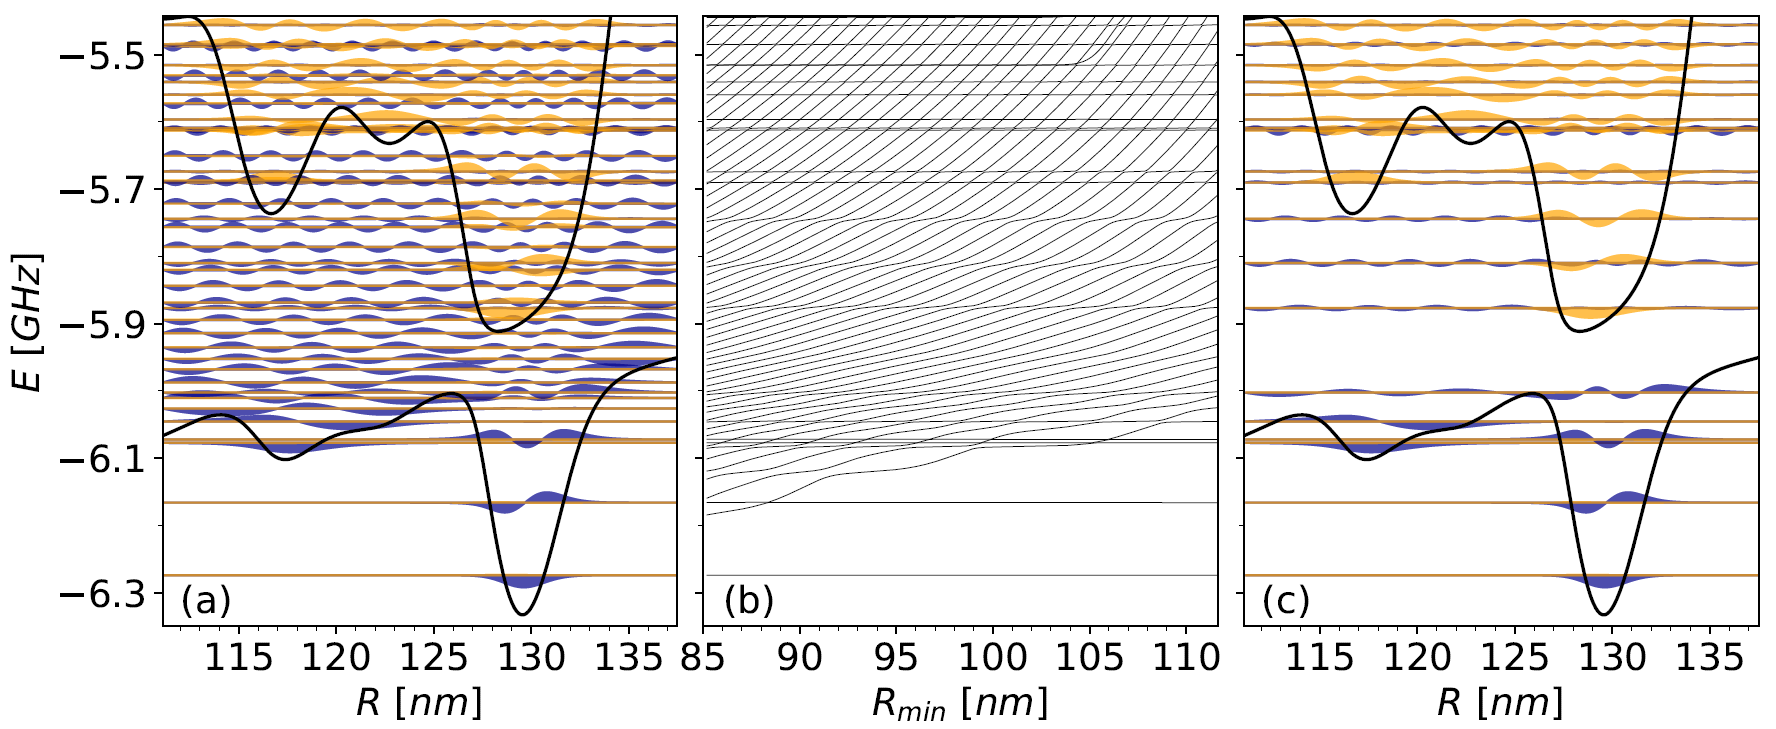 E [GHz]
−5.5
−5.7
−5.9
−6.1
−6.3
(a)
(b)
(c)
115 120 125 130 135
85 90 95 100 105 110
115 120 125 130 135
R [nm]
R_min [nm]
R [nm]